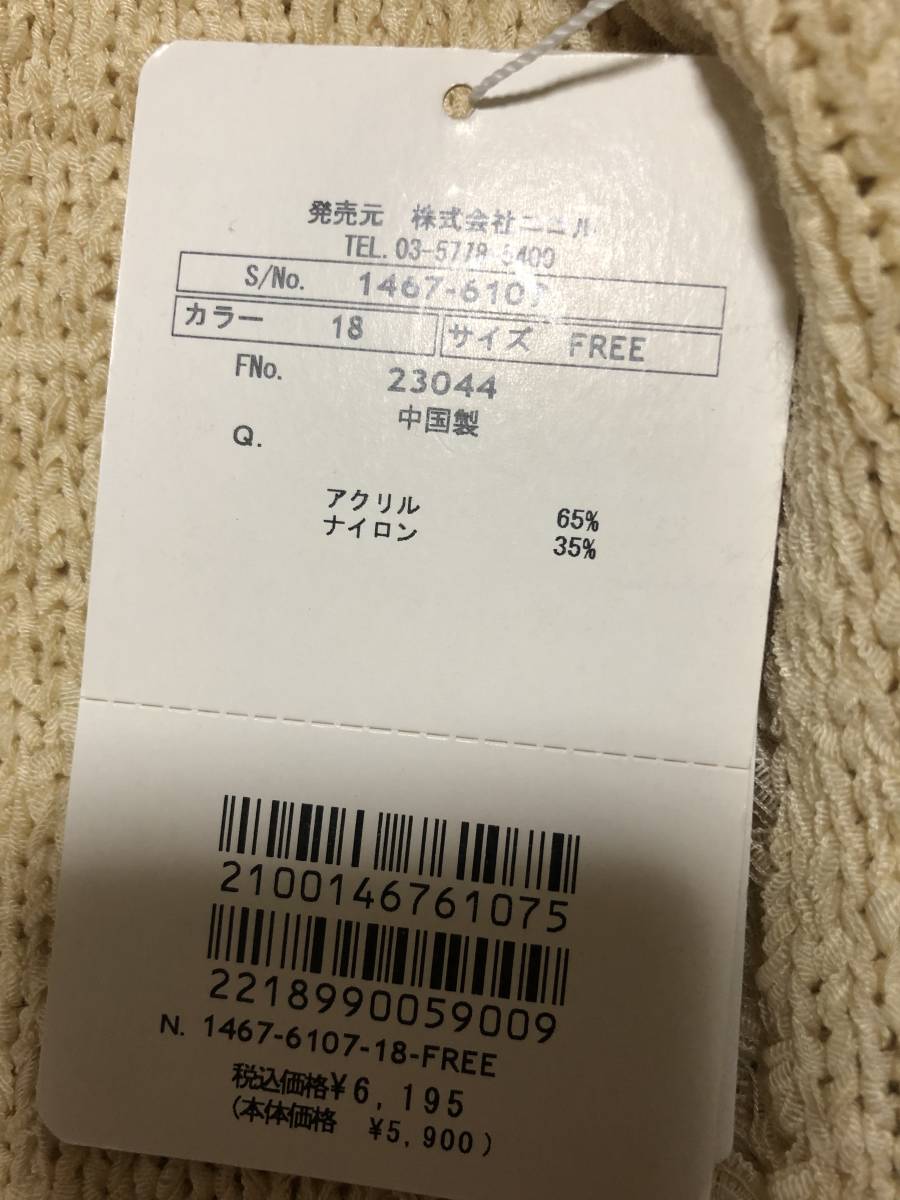 発売元 株式会社ニニル
TEL. 03-5778-5400
S/No. 1467-6107
カラー 18 サイズ FREE
FNo. 23044
中国製
Q.
アクリル 65%
ナイロン 35%
2100146761075
2218990059009
N. 1467-6107-18-FREE
税込価格¥6,195
(本体価格 ¥5,900)